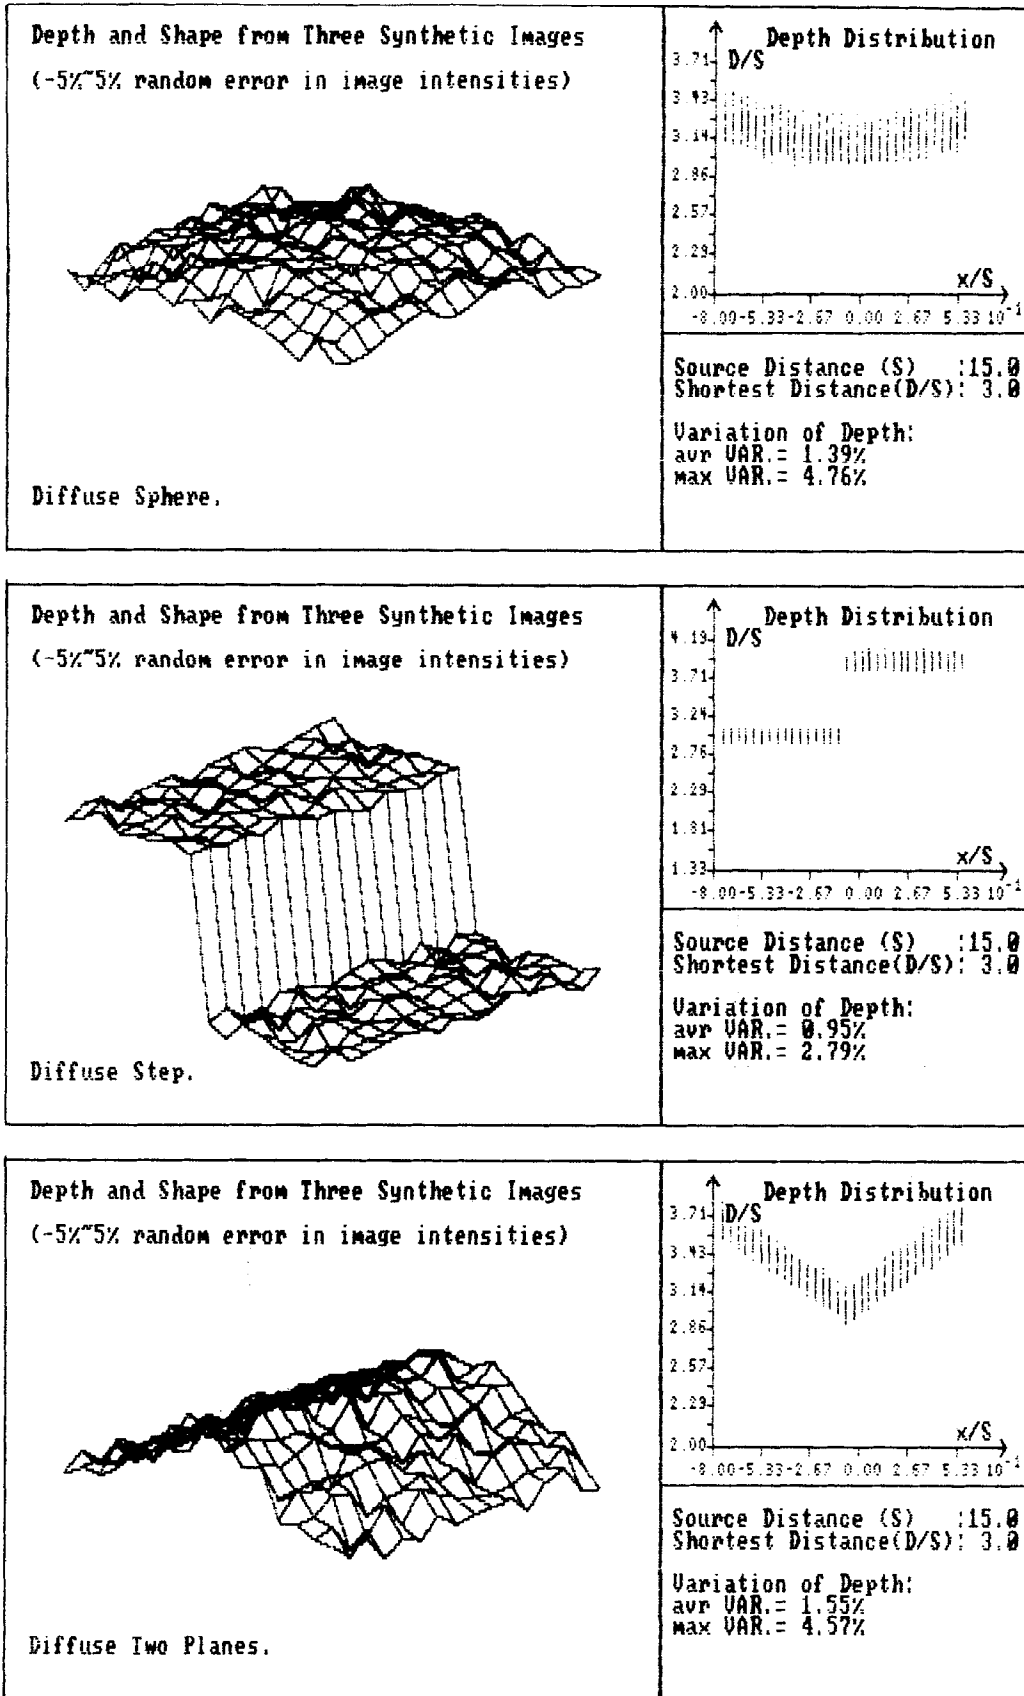 Depth and Shape from Three Synthetic Images
(-5%~5% random error in image intensities)
Diffuse Sphere.
Depth Distribution
D/S
3.71
3.43
3.14
2.86
2.57
2.29
2.00
x/S
-8.00-5.33-2.67 0.00 2.67 5.33 10-1
Source Distance (S) :15.0
Shortest Distance(D/S): 3.0
Variation of Depth:
avr VAR.= 1.39%
max VAR.= 4.76%
Depth and Shape from Three Synthetic Images
(-5%~5% random error in image intensities)
Diffuse Step.
Depth Distribution
D/S
4.19
3.71
3.24
2.76
2.29
1.81
1.33
x/S
-8.00-5.33-2.67 0.00 2.67 5.33 10-1
Source Distance (S) :15.0
Shortest Distance(D/S): 3.0
Variation of Depth:
avr VAR.= 0.95%
max VAR.= 2.79%
Depth and Shape from Three Synthetic Images
(-5%~5% random error in image intensities)
Diffuse Two Planes.
Depth Distribution
D/S
3.71
3.43
3.14
2.86
2.57
2.29
2.00
x/S
-8.00-5.33-2.67 0.00 2.67 5.33 10-1
Source Distance (S) :15.0
Shortest Distance(D/S): 3.0
Variation of Depth:
avr VAR.= 1.55%
max VAR.= 4.57%